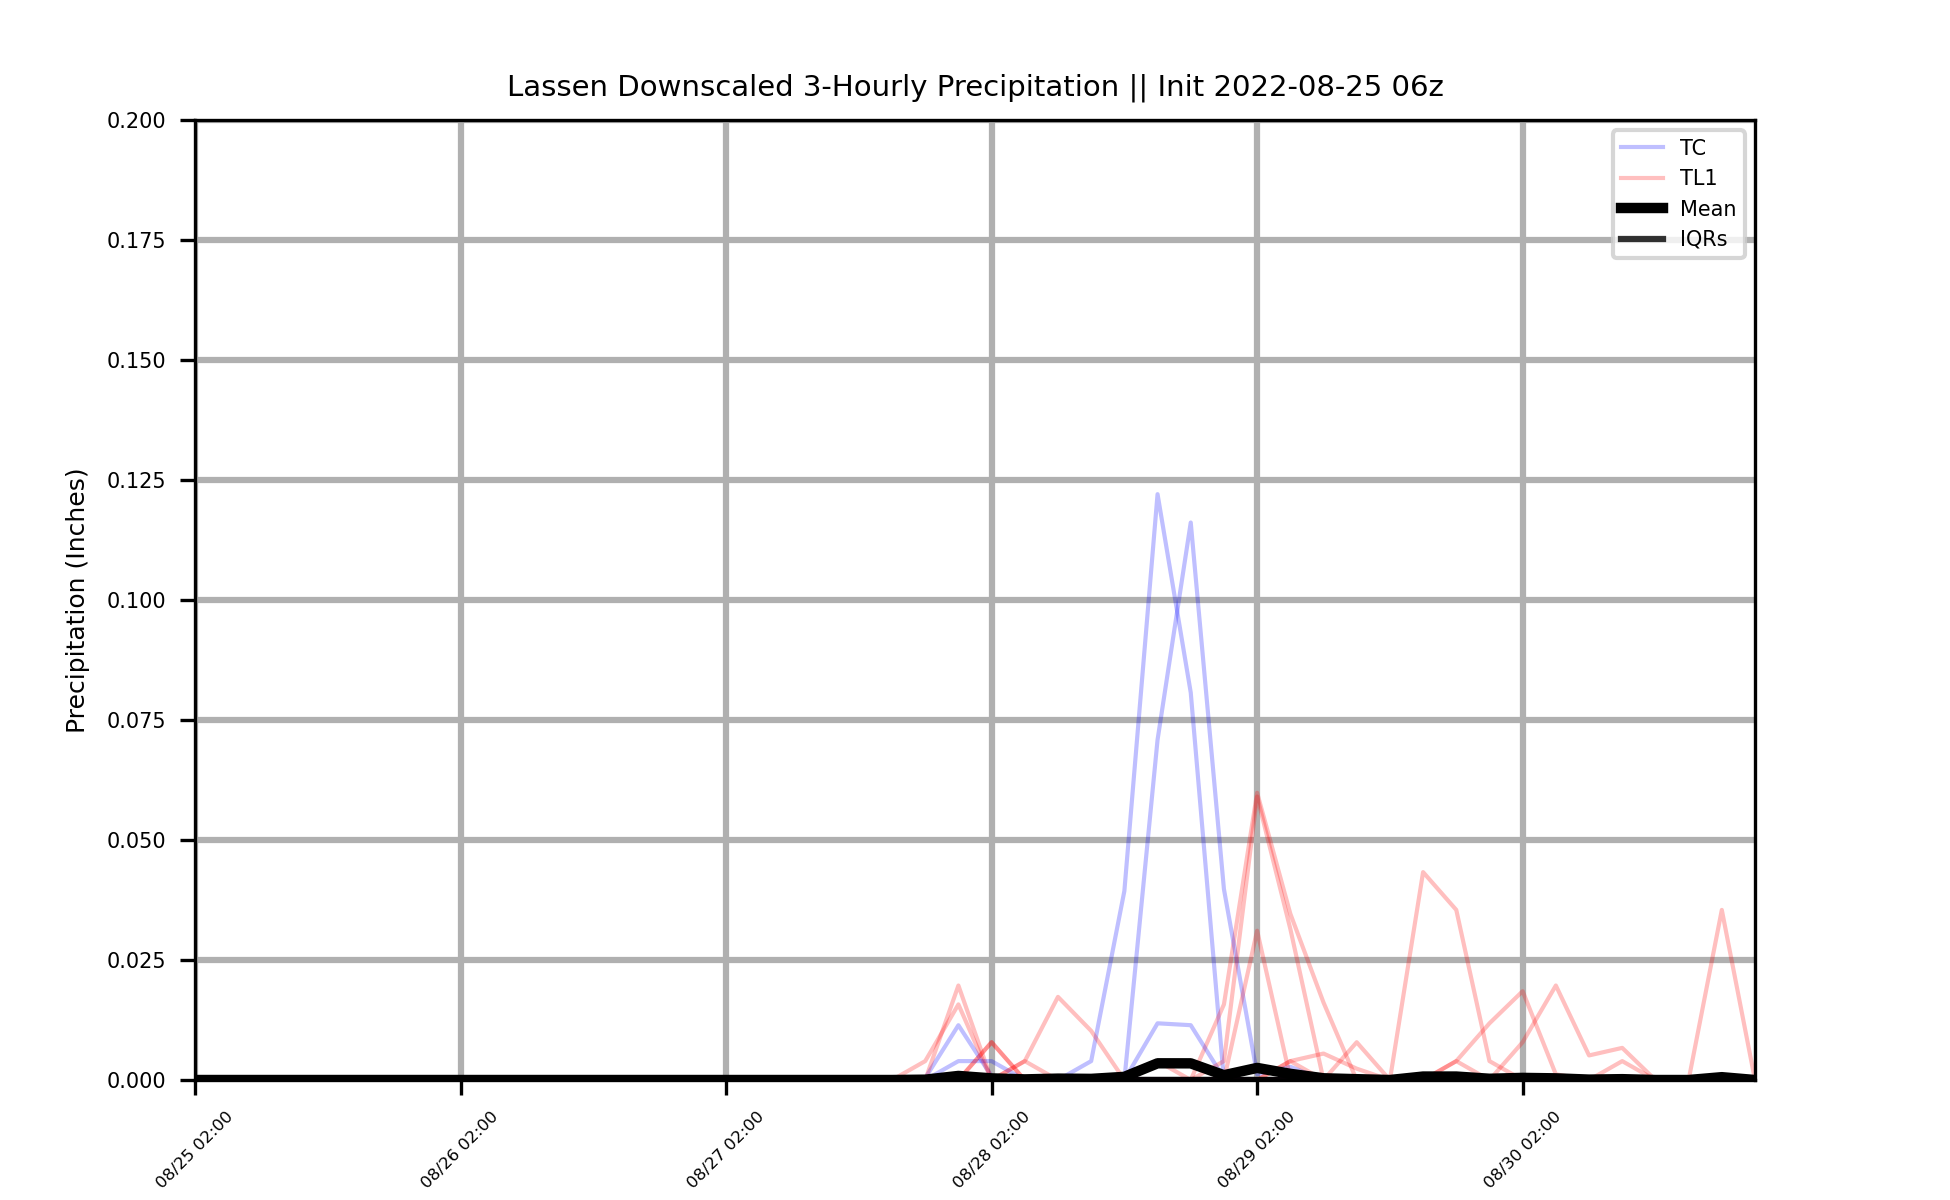 Lassen Downscaled 3-Hourly Precipitation || Init 2022-08-25 06z
TC
TL1
Mean
IQRs
Precipitation (Inches)
0.200
0.175
0.150
0.125
0.100
0.075
0.050
0.025
0.000
08/25 02:00
08/26 02:00
08/27 02:00
08/28 02:00
08/29 02:00
08/30 02:00